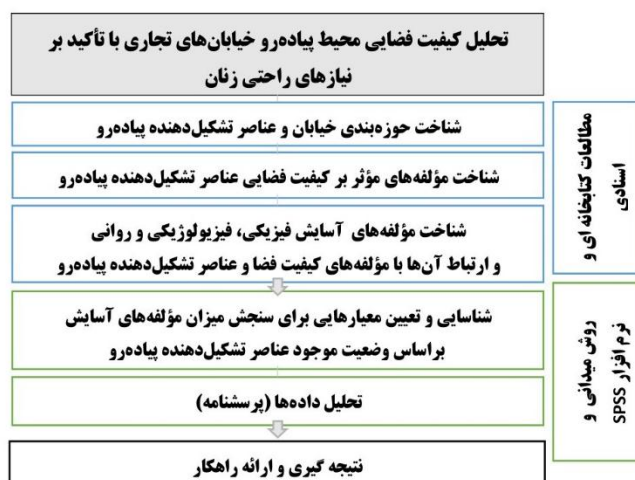 تحلیل کیفیت فضایی محیط پیاده‌رو خیابان‌های تجاری با تأکید بر
نیازهای راحتی زنان
شناخت حوزه‌بندی خیابان و عناصر تشکیل‌دهنده پیاده‌رو
شناخت مؤلفه‌های مؤثر بر کیفیت فضایی عناصر تشکیل‌دهنده پیاده‌رو
شناخت مؤلفه‌های آسایش فیزیکی، فیزیولوژیکی و روانی
و ارتباط آن‌ها با مؤلفه‌های کیفیت فضا و عناصر تشکیل‌دهنده پیاده‌رو
مطالعات کتابخانه ای و
اسنادی
شناسایی و تعیین معیارهایی برای سنجش میزان مؤلفه‌های آسایش
براساس وضعیت موجود عناصر تشکیل‌دهنده پیاده‌رو
تحلیل داده‌ها (پرسشنامه)
روش میدانی و
نرم افزار SPSS
نتیجه گیری و ارائه راهکار